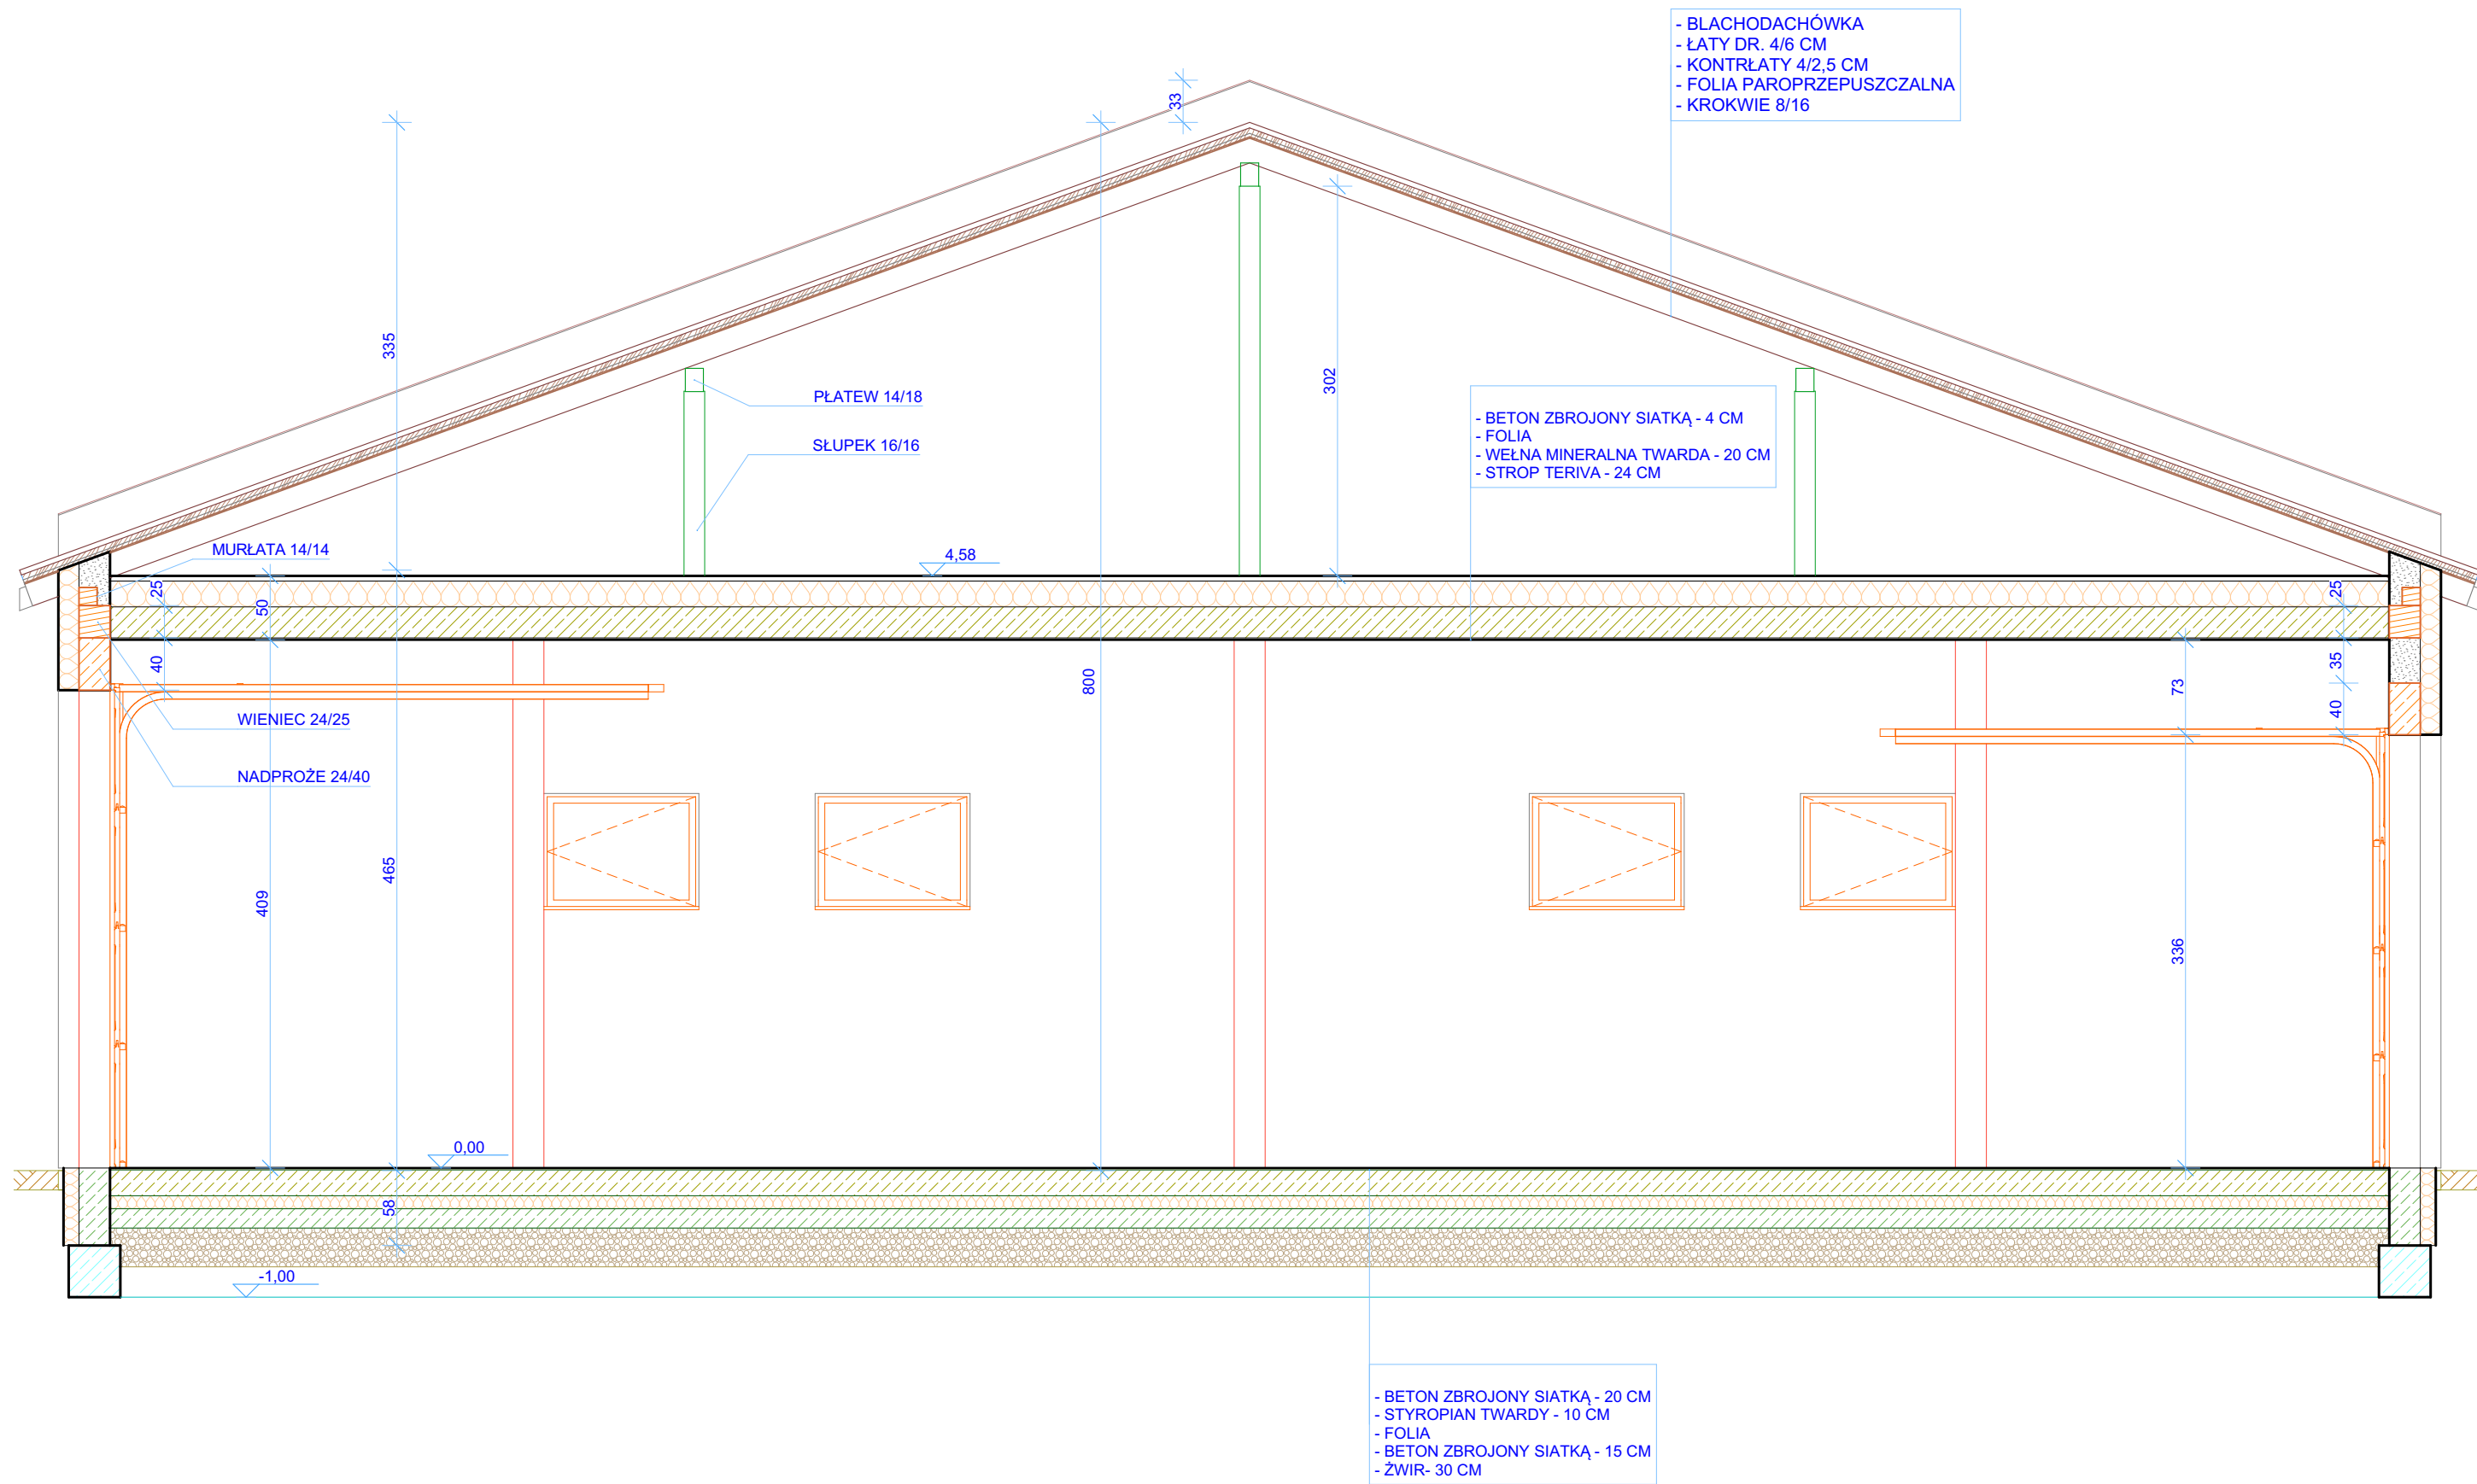 - BLACHODACHÓWKA
- ŁATY DR. 4/6 CM
- KONTRŁATY 4/2,5 CM
- FOLIA PAROPRZEPUSZCZALNA
- KROKWIE 8/16
33
335
302
PŁATEW 14/18
SŁUPEK 16/16
- BETON ZBROJONY SIATKĄ - 4 CM
- FOLIA
- WEŁNA MINERALNA TWARDA - 20 CM
- STROP TERIVA - 24 CM
MURŁATA 14/14
4,58
25
50
25
40
800
35
73
40
WIENIEC 24/25
NADPROŻE 24/40
465
409
336
0,00
58
-1,00
- BETON ZBROJONY SIATKĄ - 20 CM
- STYROPIAN TWARDY - 10 CM
- FOLIA
- BETON ZBROJONY SIATKĄ - 15 CM
- ŻWIR- 30 CM